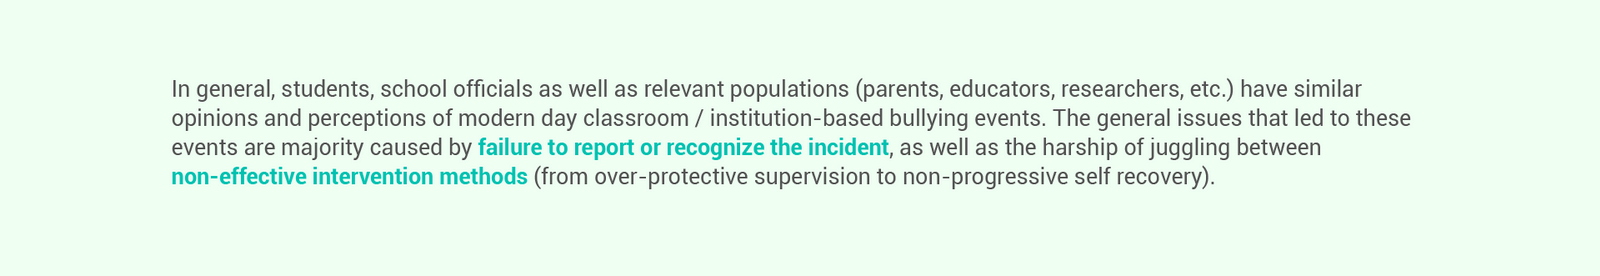 In general, students, school officials as well as relevant populations (parents, educators, researchers, etc.) have similar
opinions and perceptions of modern day classroom / institution-based bullying events. The general issues that led to these
events are majority caused by failure to report or recognize the incident, as well as the harship of juggling between
non-effective intervention methods (from over-protective supervision to non-progressive self recovery).